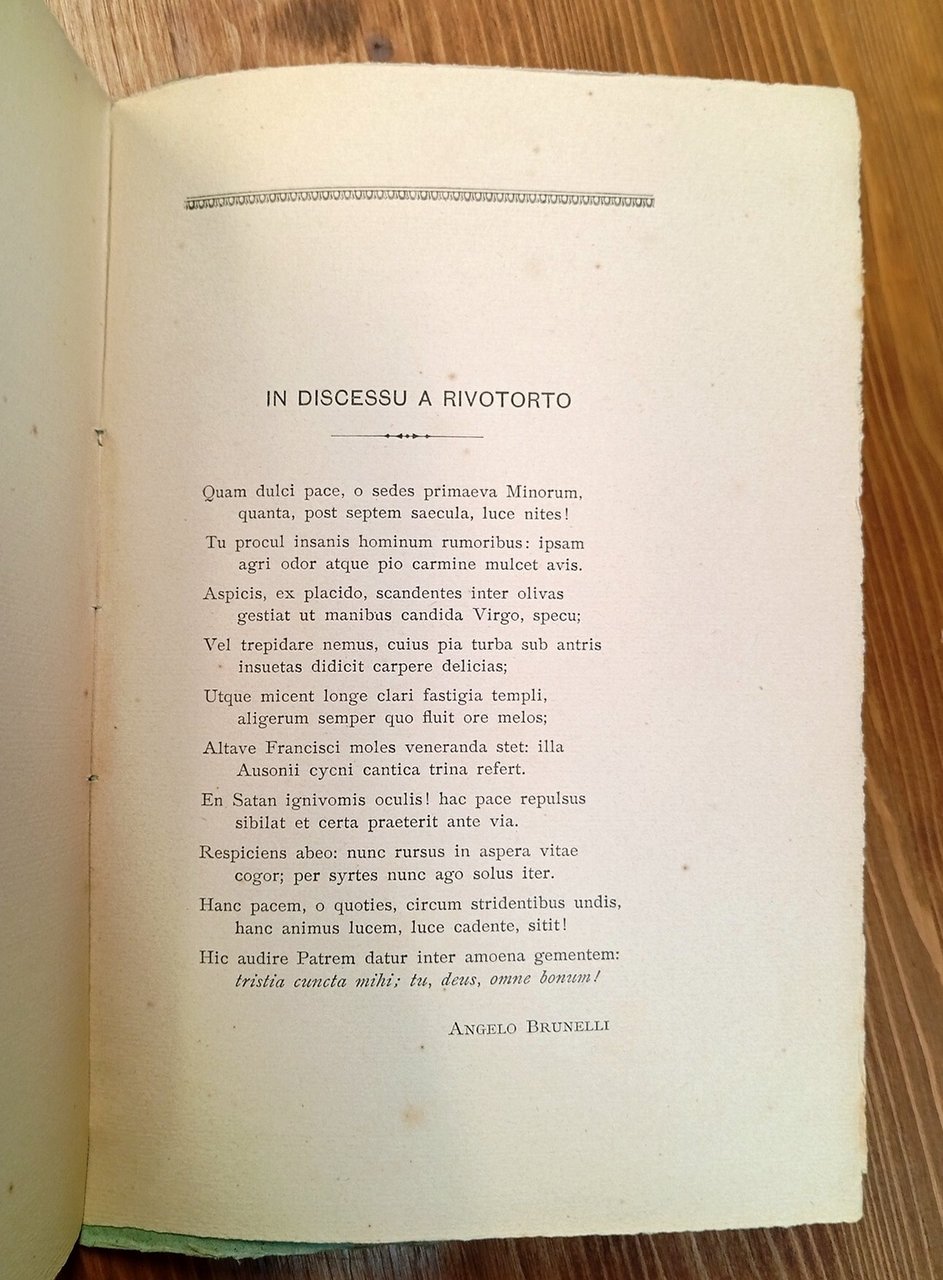 IN DISCESSU A RIVOTORTO
Quam dulci pace, o sedes primaeva Minorum,
quanta, post septem saecula, luce nites!
Tu procul insanis hominum rumoribus: ipsam
agri odor atque pio carmine mulcet avis.
Aspicis, ex placido, scandentes inter olivas
gestiat ut manibus candida Virgo, specu;
Vel trepidare nemus, cuius pia turba sub antris
insuetas didicit carpere delicias;
Utque micent longe clari fastigia templi,
aligerum semper quo fluit ore melos;
Altave Francisci moles veneranda stet: illa
Ausonii cycni cantica trina refert.
En Satan ignivomis oculis! hac pace repulsus
sibilat et certa praeterit ante via.
Respiciens abeo: nunc rursus in aspera vitae
cogor; per syrtes nunc ago solus iter.
Hanc pacem, o quoties, circum stridentibus undis,
hanc animus lucem, luce cadente, sitit!
Hic audire Patrem datur inter amoena gementem:
tristia cuncta mihi; tu, deus, omne bonum!
ANGELO BRUNELLI